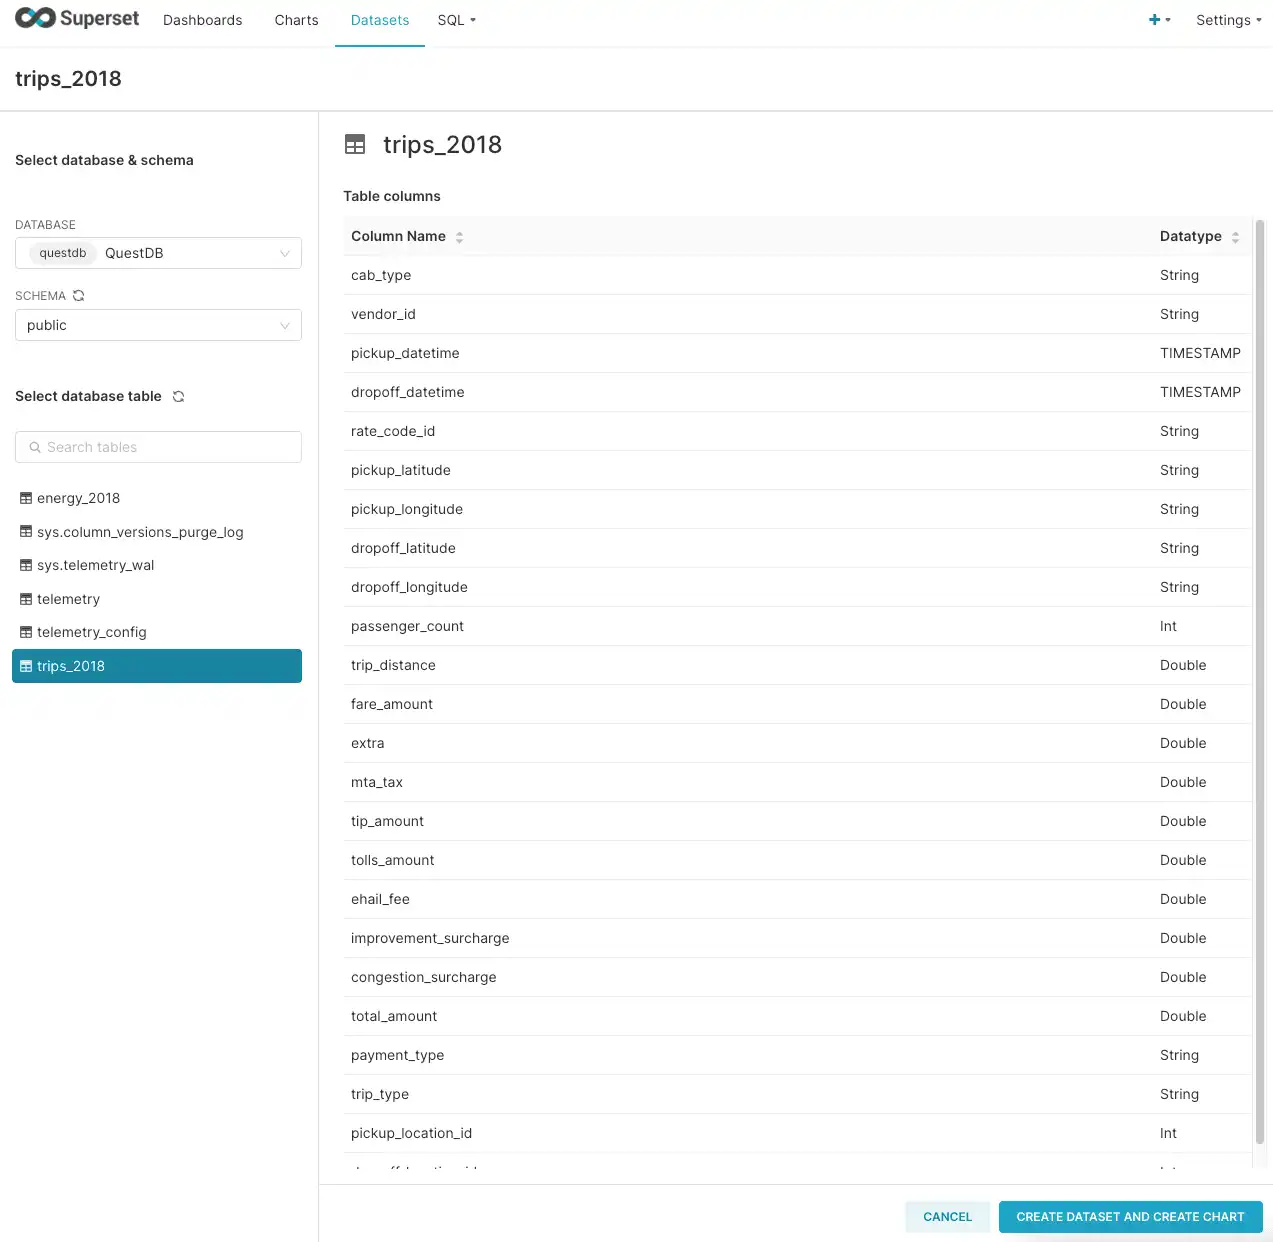 Superset Dashboards Charts Datasets SQL + Settings
trips_2018
Select database & schema
DATABASE
questdb QuestDB
SCHEMA
public
Select database table
Search tables
energy_2018
sys.column_versions_purge_log
sys.telemetry_wal
telemetry
telemetry_config
trips_2018
trips_2018
Table columns
Column Name Datatype
cab_type String
vendor_id String
pickup_datetime TIMESTAMP
dropoff_datetime TIMESTAMP
rate_code_id String
pickup_latitude String
pickup_longitude String
dropoff_latitude String
dropoff_longitude String
passenger_count Int
trip_distance Double
fare_amount Double
extra Double
mta_tax Double
tip_amount Double
tolls_amount Double
ehail_fee Double
improvement_surcharge Double
congestion_surcharge Double
total_amount Double
payment_type String
trip_type String
pickup_location_id Int
CANCEL CREATE DATASET AND CREATE CHART